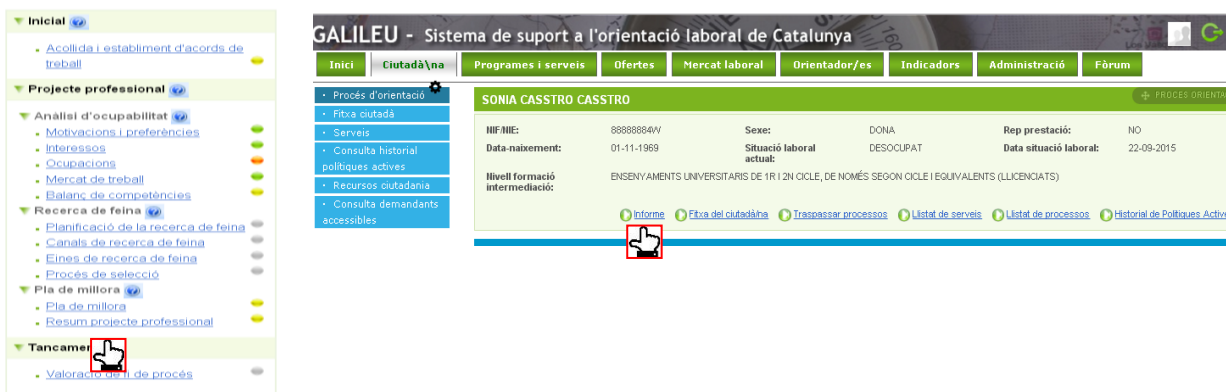 Inicial
Acollida i establiment d'acords de
treball
Projecte professional
Anàlisi d'ocupabilitat
Motivacions i preferències
Interessos
Ocupacions
Mercat de treball
Balanç de competències
Recerca de feina
Planificació de la recerca de feina
Canals de recerca de feina
Eines de recerca de feina
Procés de selecció
Pla de millora
Pla de millora
Resum projecte professional
Tancamen
Valoració de fi de procés
GALILEU - Sistema de suport a l'orientació laboral de Catalunya
Inici Ciutadà\na Programes i serveis Ofertes Mercat laboral Orientador/es Indicadors Administració Fòrum
Procés d'orientació
Fitxa ciutadà
Serveis
Consulta historial
polítiques actives
Recursos ciutadania
Consulta demandants
accessibles
SONIA CASSTRO CASSTRO PROCÉS ORIENTA
NIF/NIE: 88888884W Sexe: DONA Rep prestació: NO
Data-naixement: 01-11-1969 Situació laboral DESOCUPAT Data situació laboral: 22-09-2015
actual:
Nivell formació ENSENYAMENTS UNIVERSITARIS DE 1R I 2N CICLE, DE NOMÉS SEGON CICLE I EQUIVALENTS (LLICENCIATS)
intermediació:
Informe Fitxa del ciutadà/na Traspassar processos Llistat de serveis Llistat de processos Historial de Polítiques Active